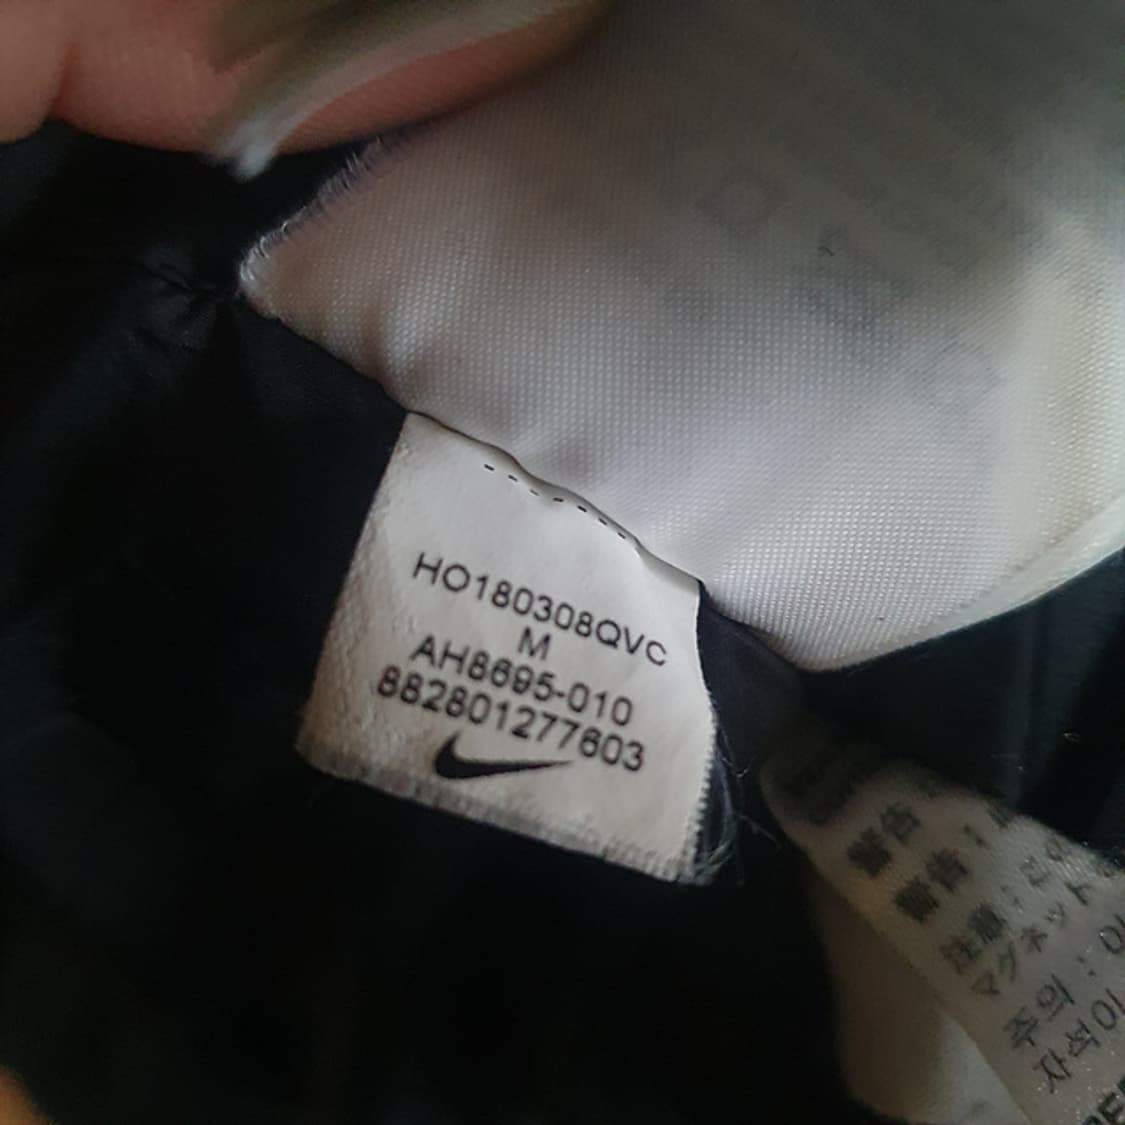 HO180308QVC
M
AH8695-010
882801277603
警告
警告：
注意：
マグネット
주의 : 이
자석이